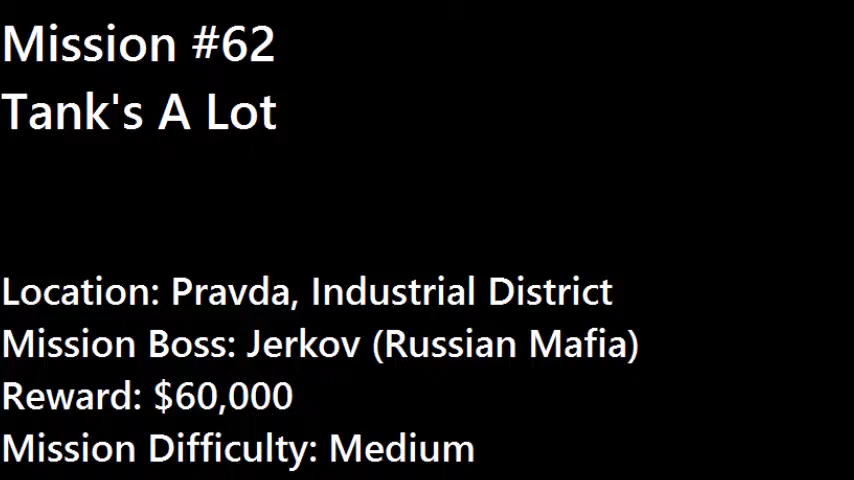 Mission #62
Tank's A Lot
Location: Pravda, Industrial District
Mission Boss: Jerkov (Russian Mafia)
Reward: $60,000
Mission Difficulty: Medium